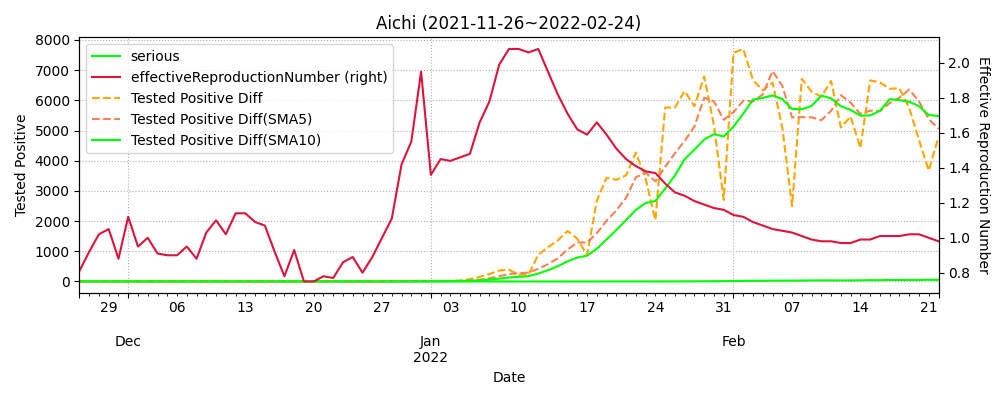 Aichi (2021-11-26~2022-02-24)
serious
effectiveReproductionNumber (right)
Tested Positive Diff
Tested Positive Diff(SMA5)
Tested Positive Diff(SMA10)
Tested Positive
8000
7000
6000
5000
4000
3000
2000
1000
0
Effective Reproduction Number
2.0
1.8
1.6
1.4
1.2
1.0
0.8
29 06 13 20 27 03 10 17 24 31 07 14 21
Dec Jan Feb
2022
Date